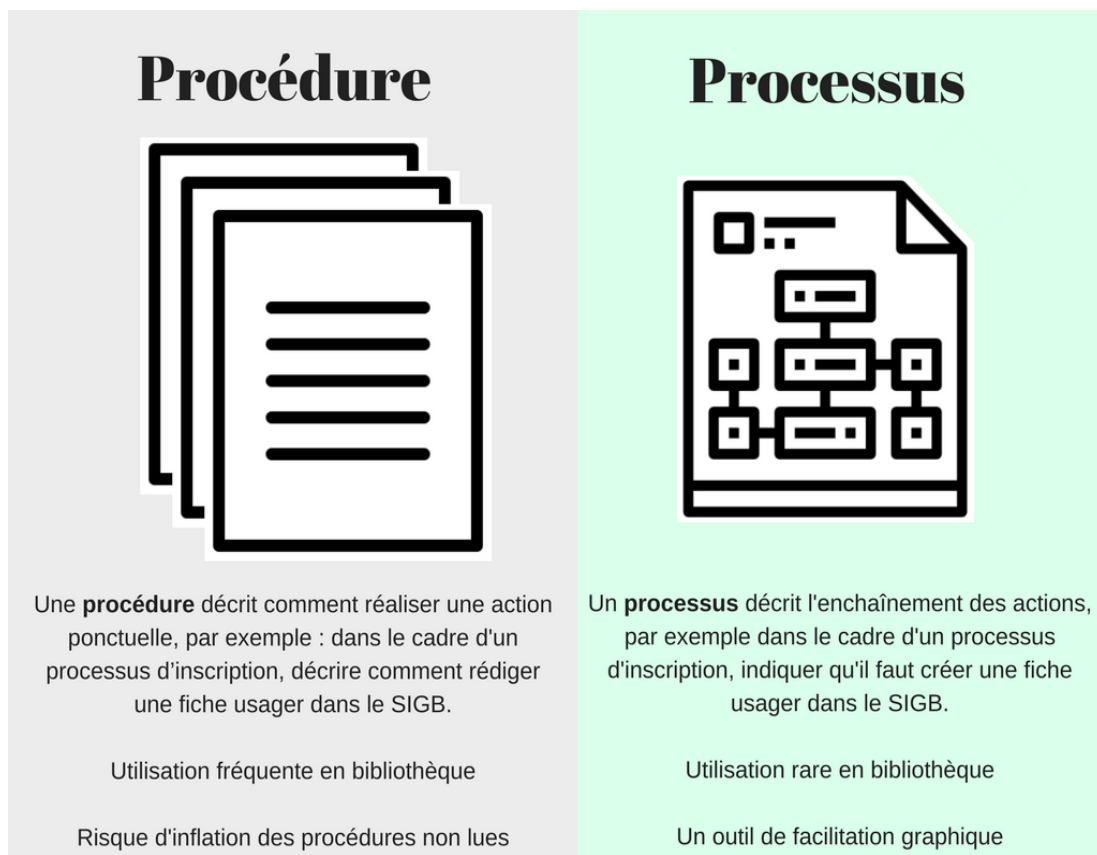 Procédure
Une procédure décrit comment réaliser une action
ponctuelle, par exemple : dans le cadre d'un
processus d’inscription, décrire comment rédiger
une fiche usager dans le SIGB.
Utilisation fréquente en bibliothèque
Risque d'inflation des procédures non lues
Processus
Un processus décrit l'enchaînement des actions,
par exemple dans le cadre d'un processus
d'inscription, indiquer qu'il faut créer une fiche
usager dans le SIGB.
Utilisation rare en bibliothèque
Un outil de facilitation graphique